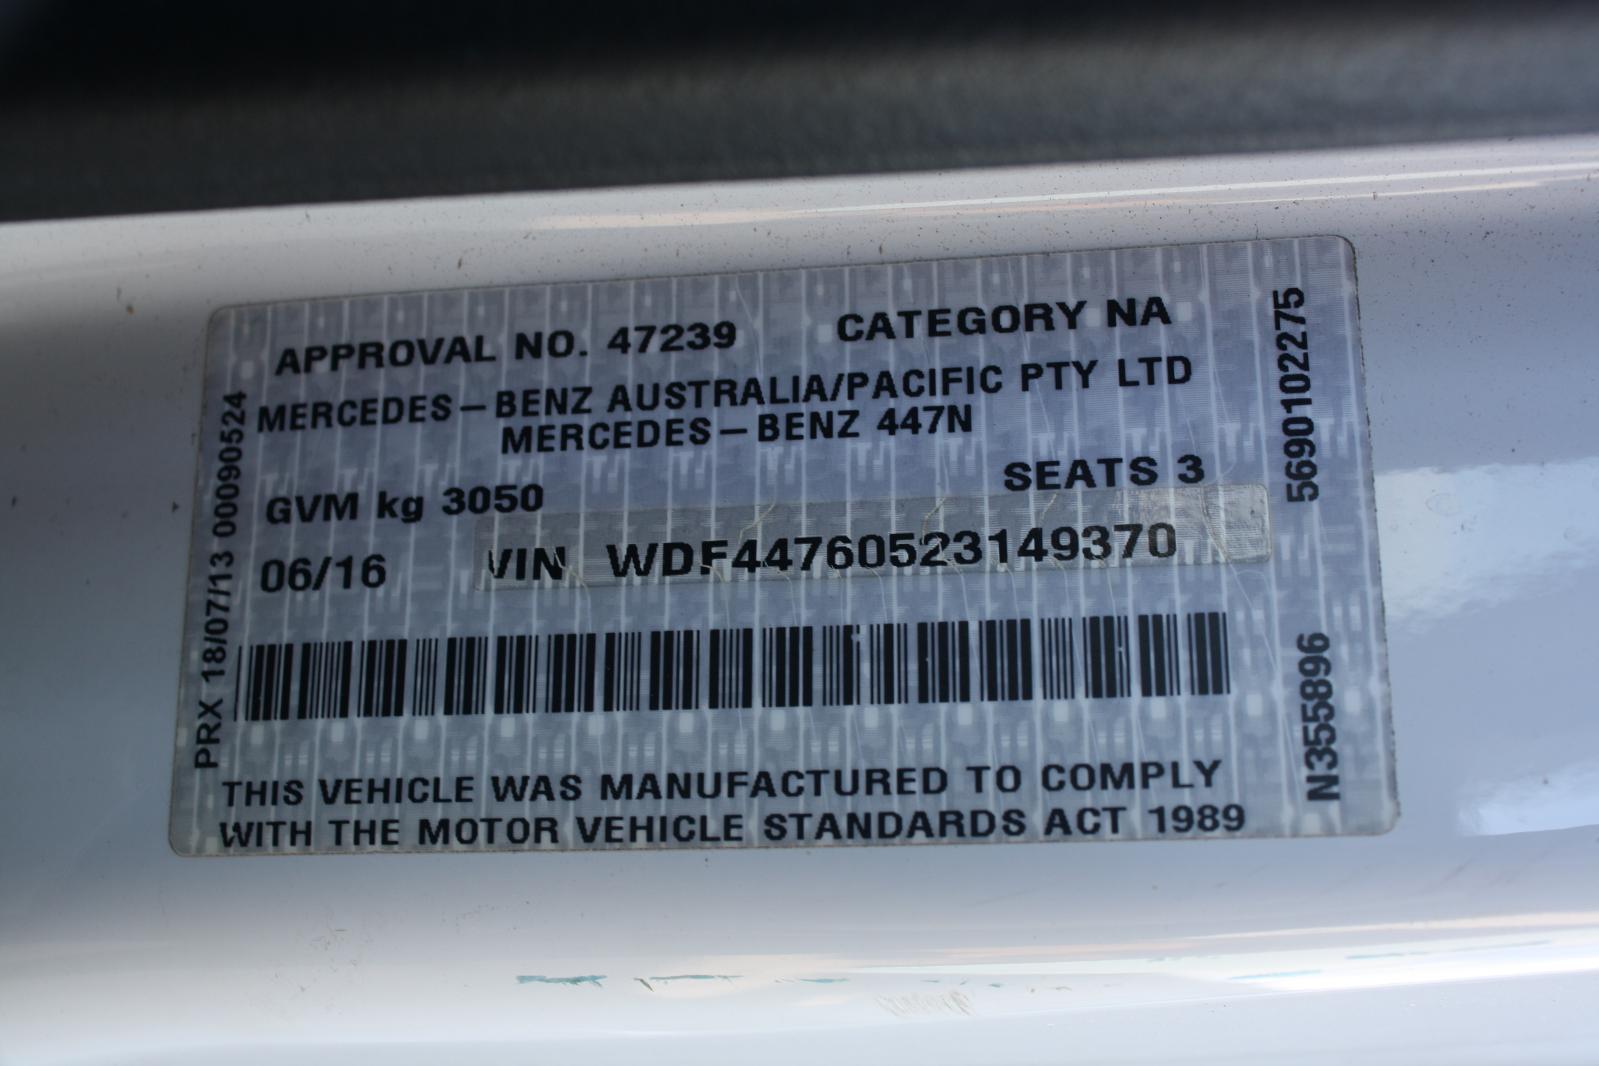 APPROVAL NO. 47239 CATEGORY NA
MERCEDES-BENZ AUSTRALIA/PACIFIC PTY LTD
MERCEDES-BENZ 447N
GVM kg 3050 SEATS 3
06/16 VIN WDF44760523149370
THIS VEHICLE WAS MANUFACTURED TO COMPLY
WITH THE MOTOR VEHICLE STANDARDS ACT 1989
PRX 18/07/13 00090524
N355896 5690102275